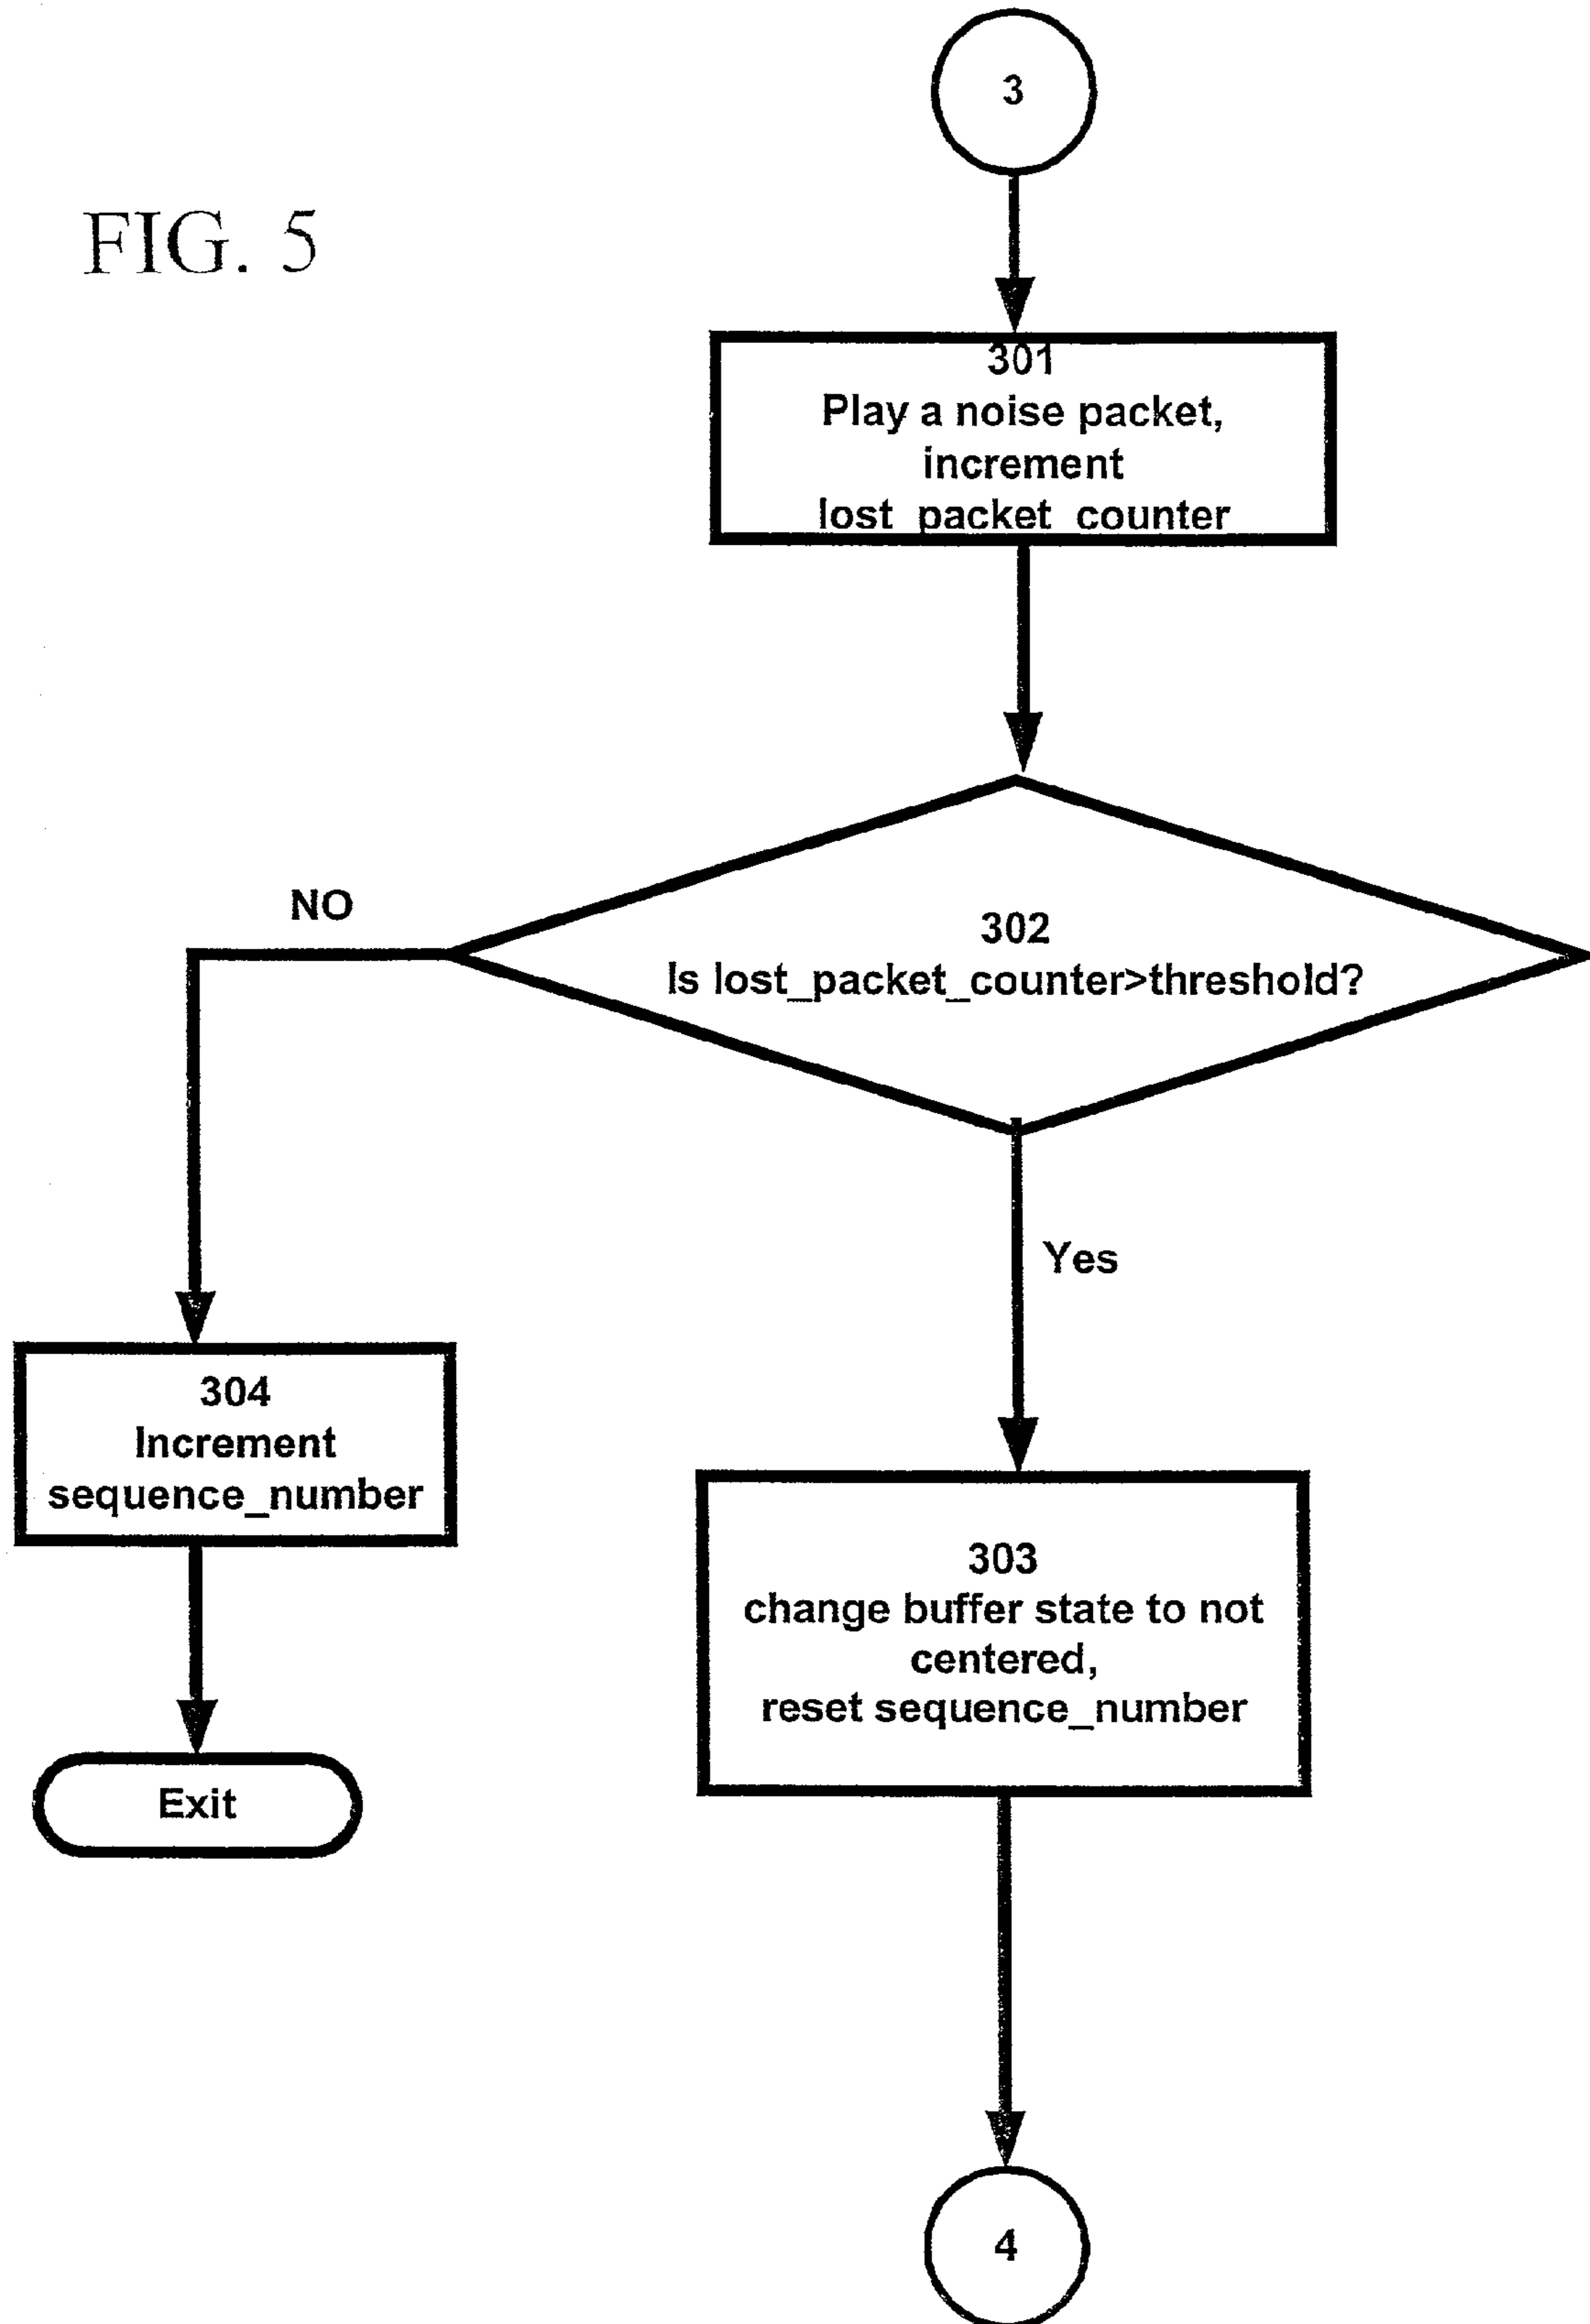 3
FIG. 5
301
Play a noise packet,
increment
lost_packet_counter
NO
302
Is lost_packet_counter>threshold?
Yes
304
Increment
sequence_number
303
change buffer state to not
centered,
reset sequence_number
Exit
4